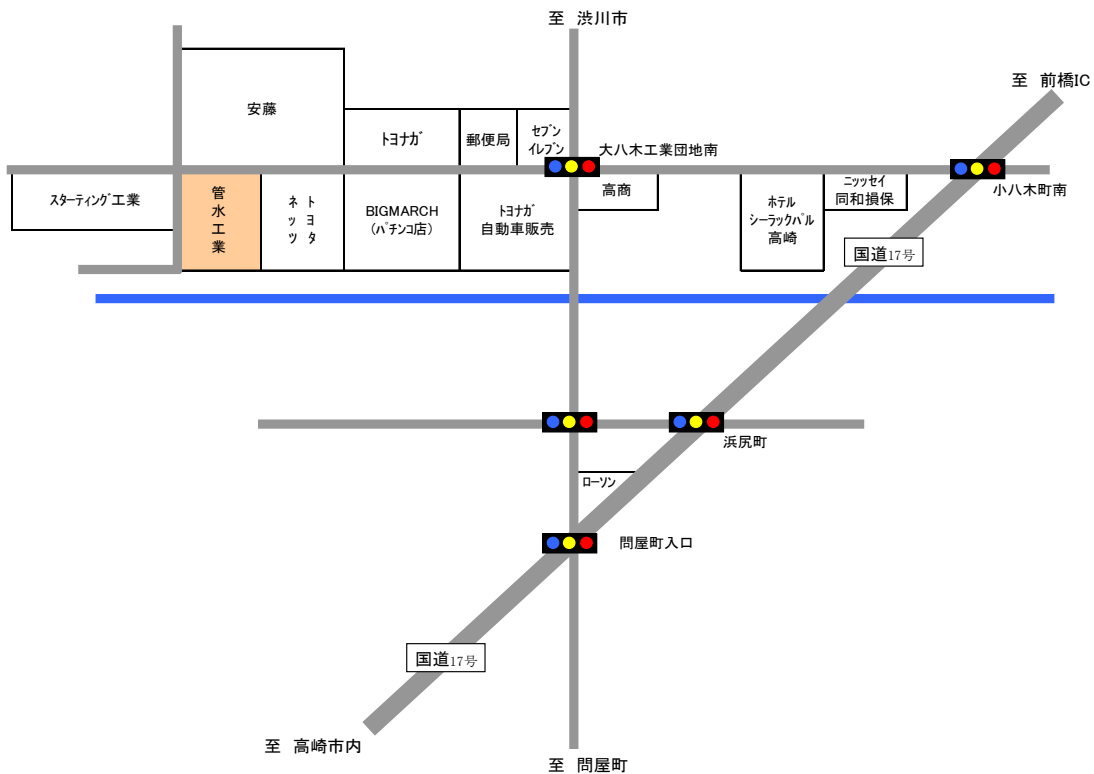 至 渋川市
至 前橋IC
安藤
ﾄﾖﾅｶﾞ
郵便局
ｾﾌﾞﾝ
ｲﾚﾌﾞﾝ
大八木工業団地南
ｽﾀｰﾃｨﾝｸﾞ工業
管水工業
ﾈｯﾂ
ﾄﾖﾀ
BIGMARCH
(ﾊﾟﾁﾝｺ店)
ﾄﾖﾅｶﾞ
自動車販売
高商
ﾎﾃﾙ
ｼｰﾗｯｸﾊﾟﾙ
高崎
ﾆｯｾｲ
同和損保
小八木町南
国道17号
浜尻町
ﾛｰｿﾝ
問屋町入口
国道17号
至 高崎市内
至 問屋町